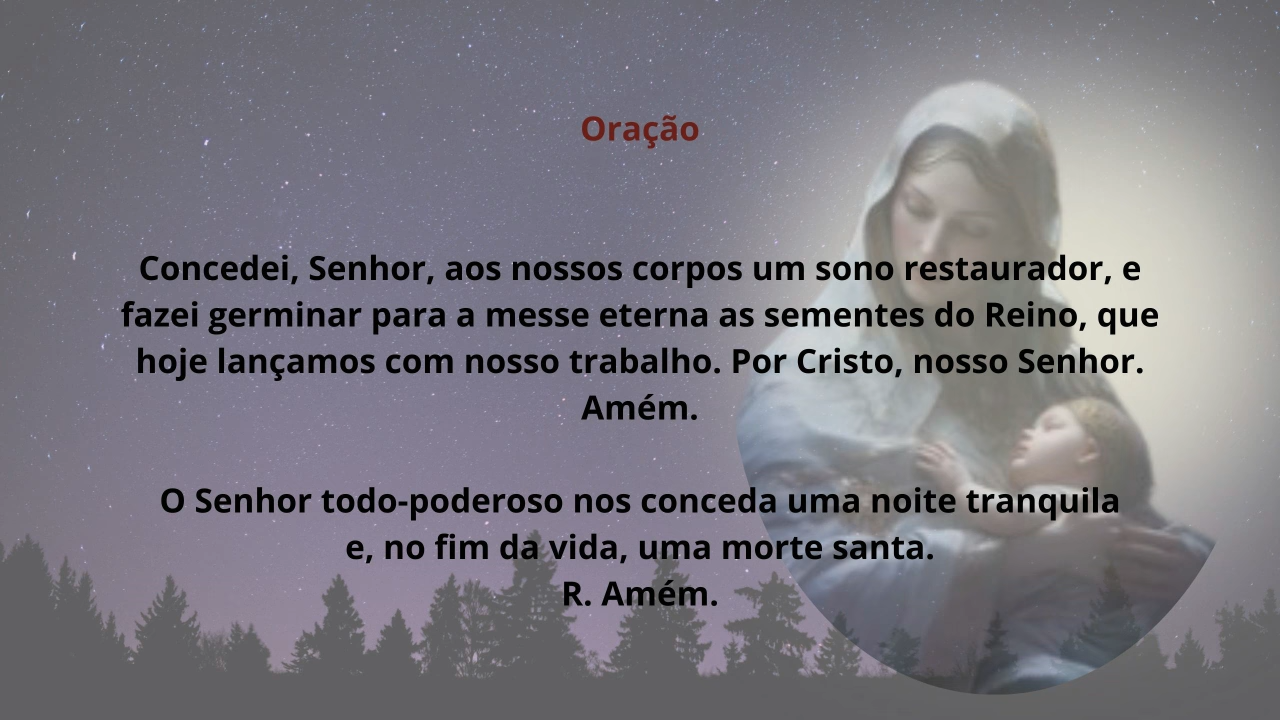 Oração
Concedei, Senhor, aos nossos corpos um sono restaurador, e
fazei germinar para a messe eterna as sementes do Reino, que
hoje lançamos com nosso trabalho. Por Cristo, nosso Senhor.
Amém.
O Senhor todo-poderoso nos conceda uma noite tranquila
e, no fim da vida, uma morte santa.
R. Amém.